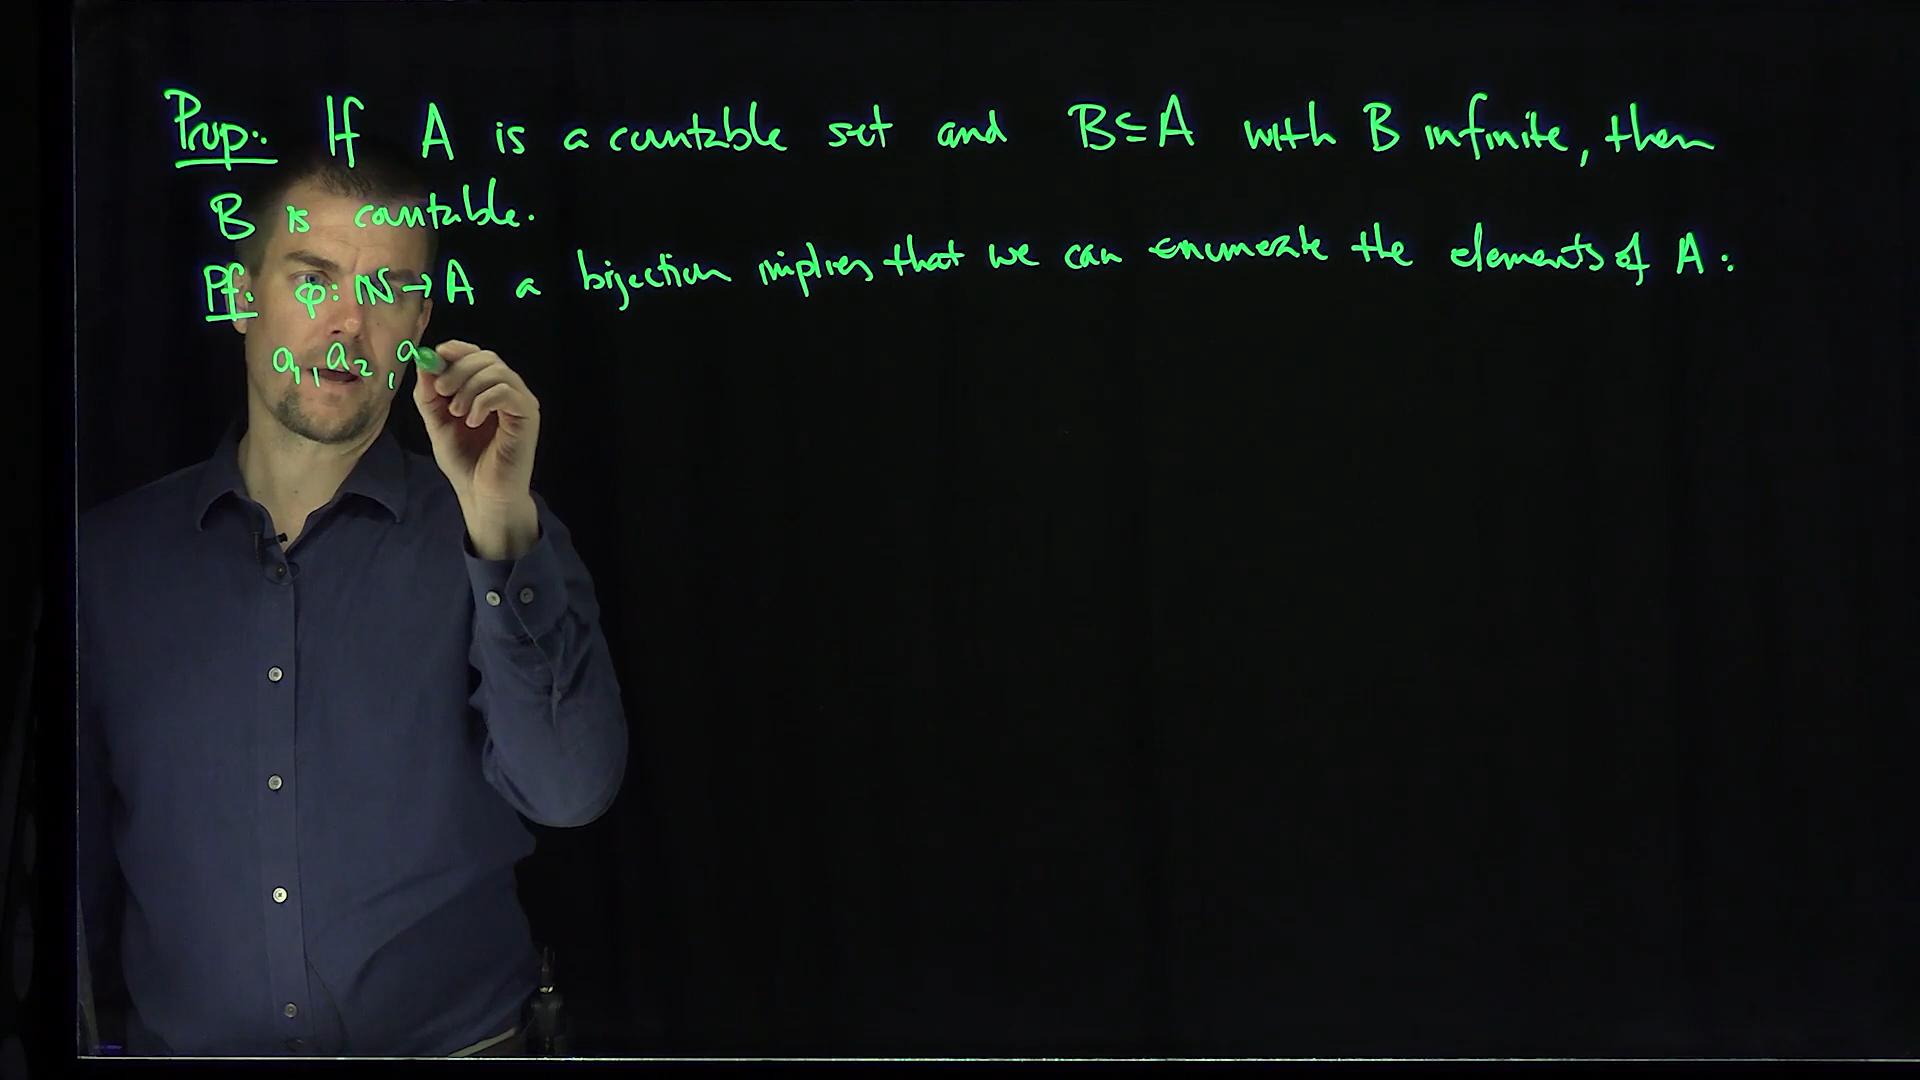 Prop: If A is a countable set and B⊆A with B infinite, then
B is countable.
Pf: φ: ℕ→A a bijection implies that we can enumerate the elements of A:
a₁, a₂, a